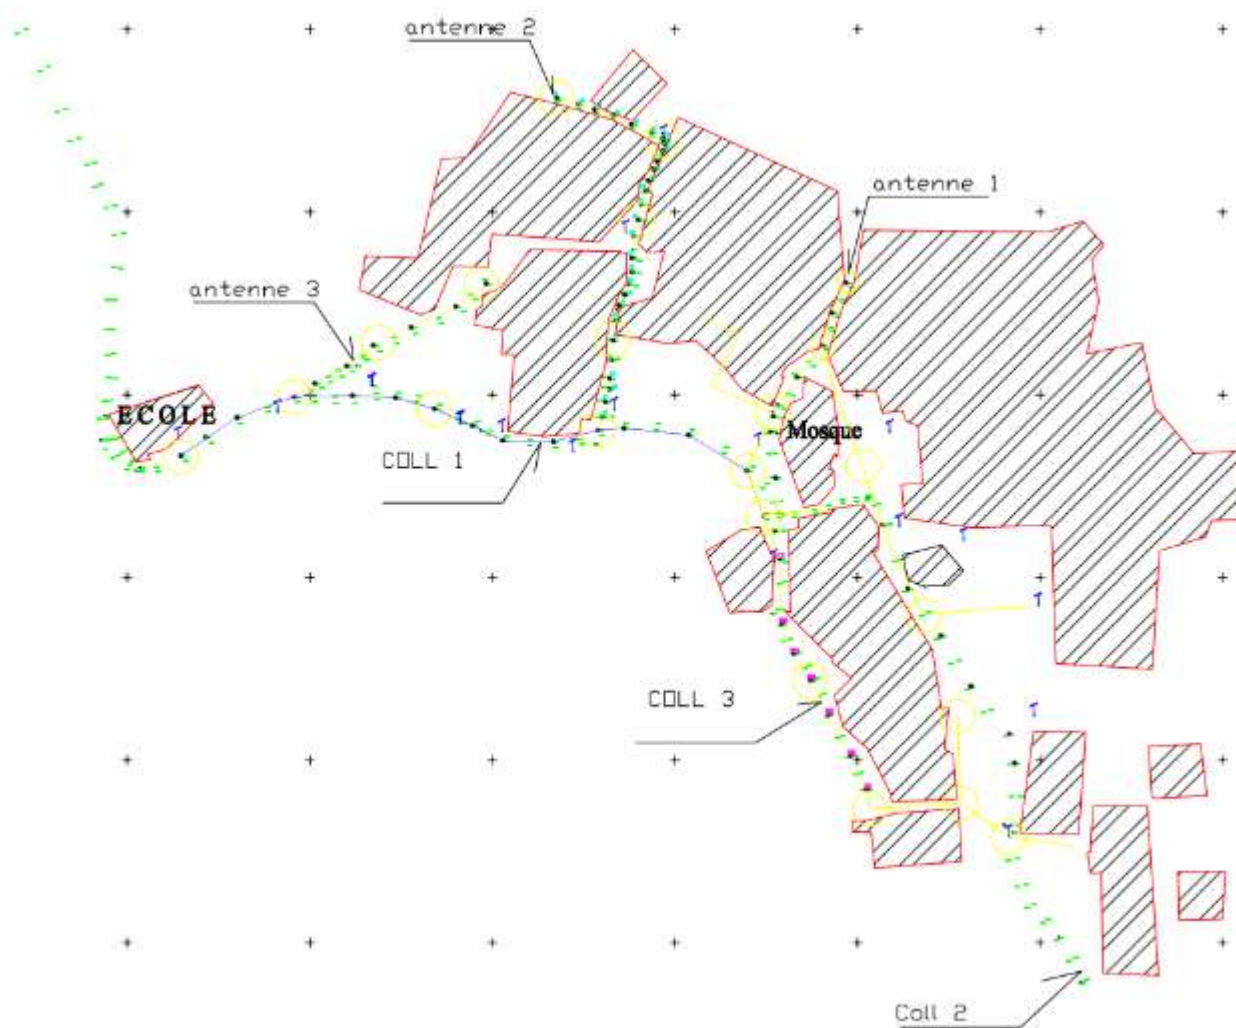 antenne 2
antenne 1
antenne 3
ECOLE
Mosque
COLL 1
COLL 3
Coll 2